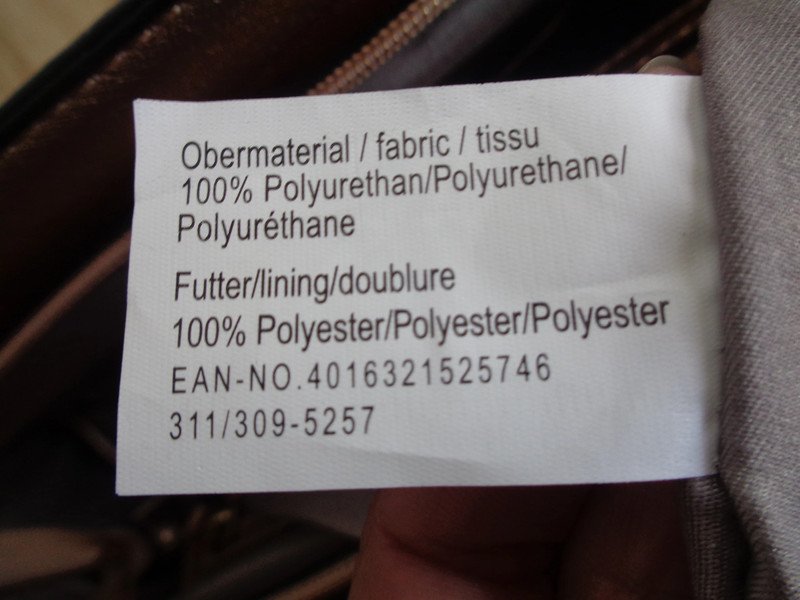 Obermaterial / fabric / tissu
100% Polyurethan/Polyurethane/
Polyuréthane
Futter/lining/doublure
100% Polyester/Polyester/Polyester
EAN-NO.4016321525746
311/309-5257